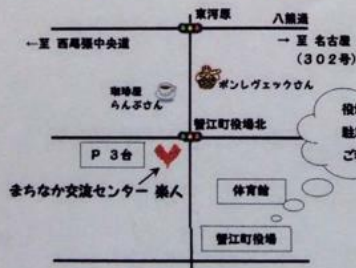 東河原
八熊通
←至 西尾張中央道
→ 至 名古屋
(302号)
珈琲屋
らんぷさん
ボンレヴェックさん
蟹江町役場北
P 3台
まちなか交流センター 楽人
体育館
蟹江町役場
役場
駐
ご